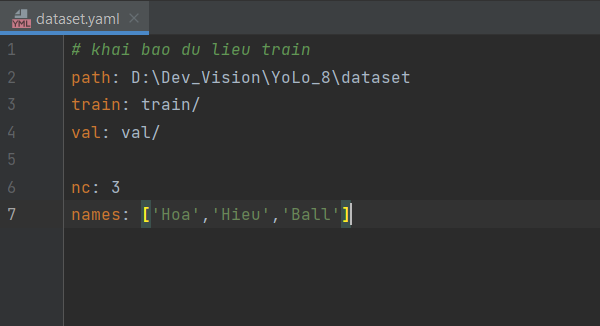 dataset.yaml
1 # khai bao du lieu train
2 path: D:\Dev_Vision\YoLo_8\dataset
3 train: train/
4 val: val/
5
6 nc: 3
7 names: ['Hoa','Hieu','Ball']